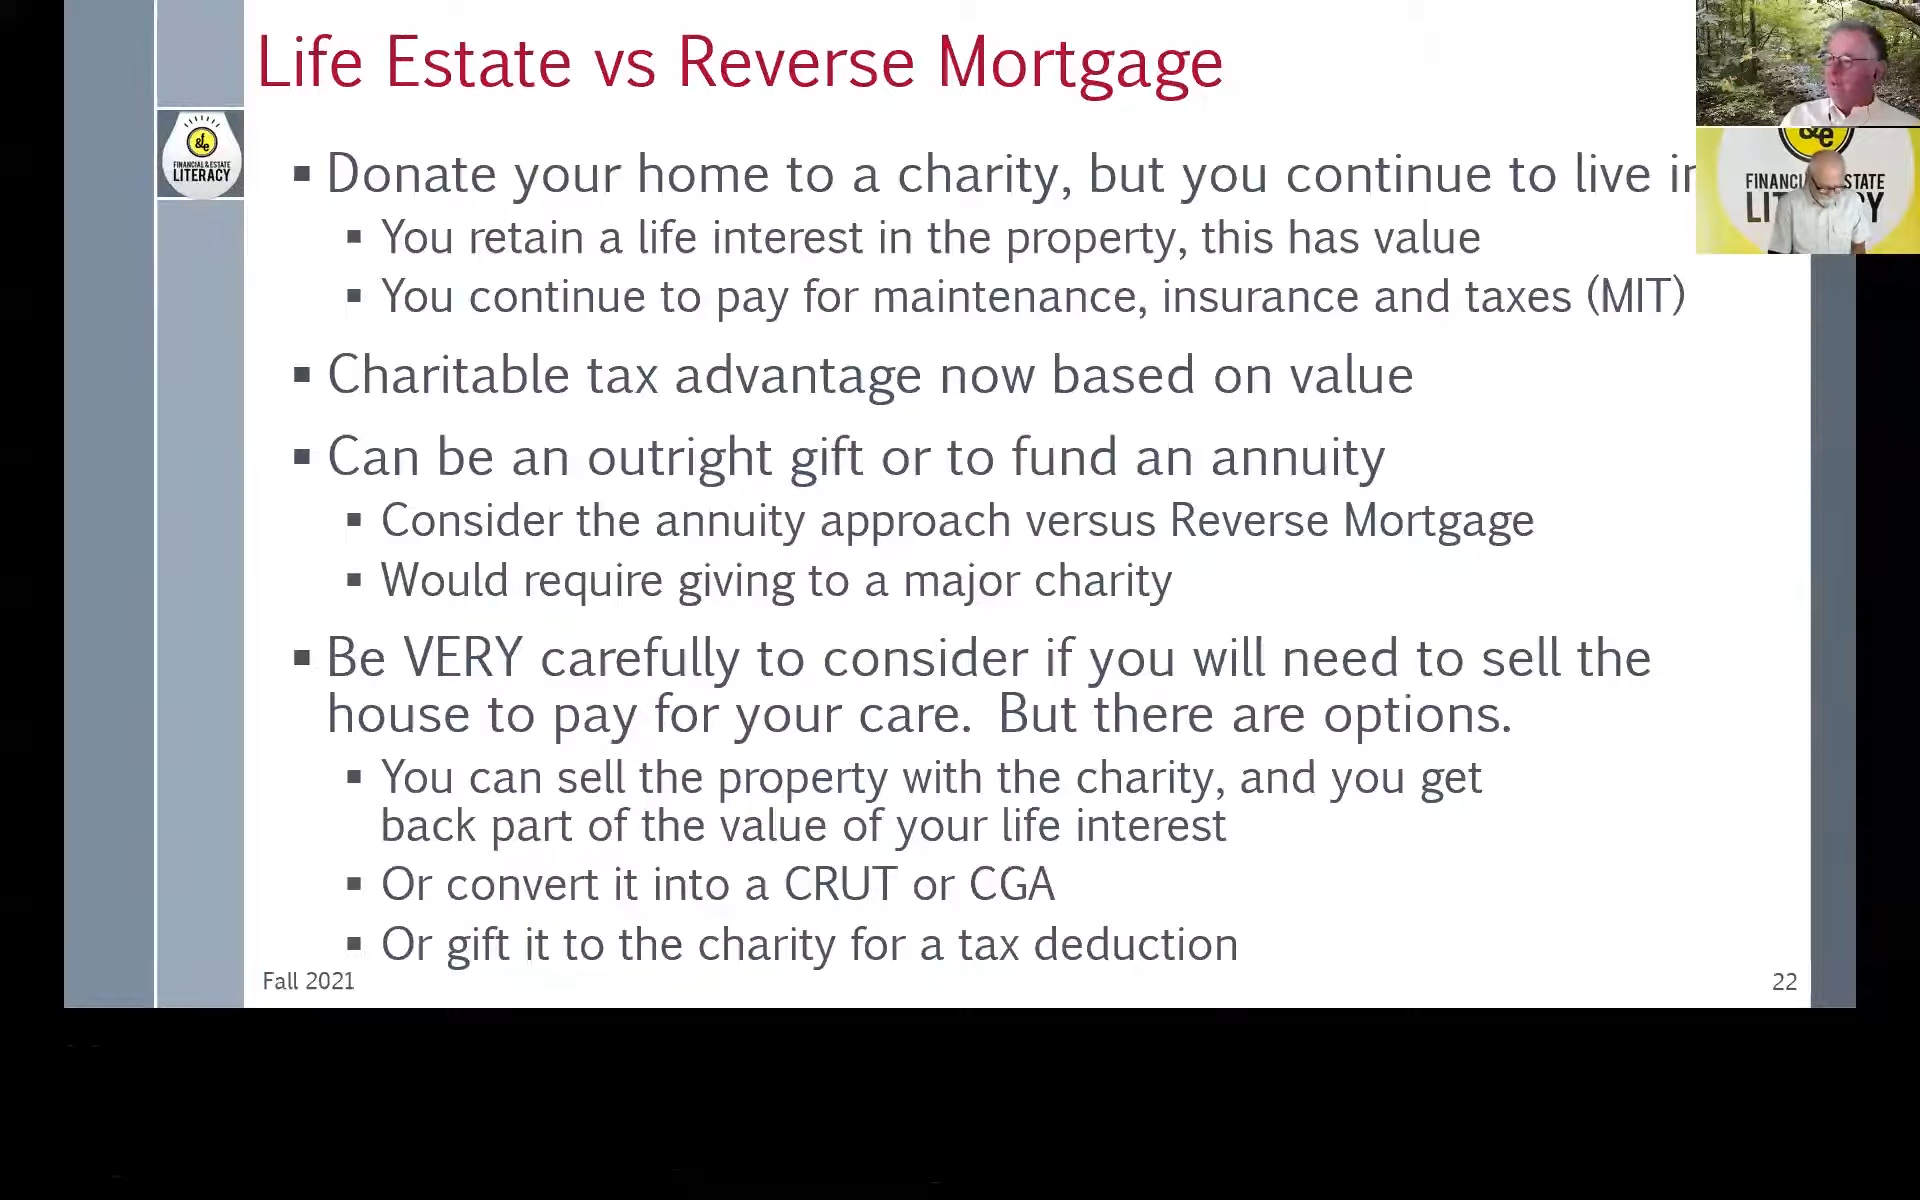 Life Estate vs Reverse Mortgage
f&e
FINANCIAL & ESTATE
LITERACY
▪ Donate your home to a charity, but you continue to live
▪ You retain a life interest in the property, this has value
▪ You continue to pay for maintenance, insurance and taxes (MIT)
▪ Charitable tax advantage now based on value
▪ Can be an outright gift or to fund an annuity
▪ Consider the annuity approach versus Reverse Mortgage
▪ Would require giving to a major charity
▪ Be VERY carefully to consider if you will need to sell the
house to pay for your care. But there are options.
▪ You can sell the property with the charity, and you get
back part of the value of your life interest
▪ Or convert it into a CRUT or CGA
▪ Or gift it to the charity for a tax deduction
Fall 2021
22